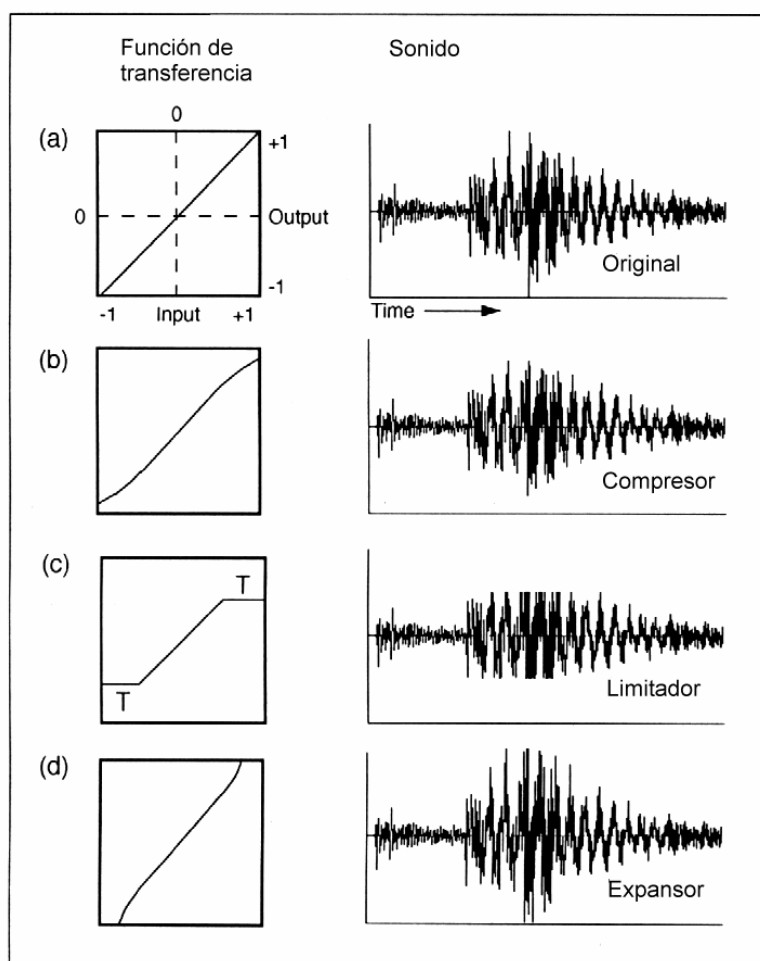 Función de
transferencia
Sonido
(a)
0
+1
0
Output
-1
-1 Input +1
Original
Time
(b)
Compresor
(c)
T
T
Limitador
(d)
Expansor